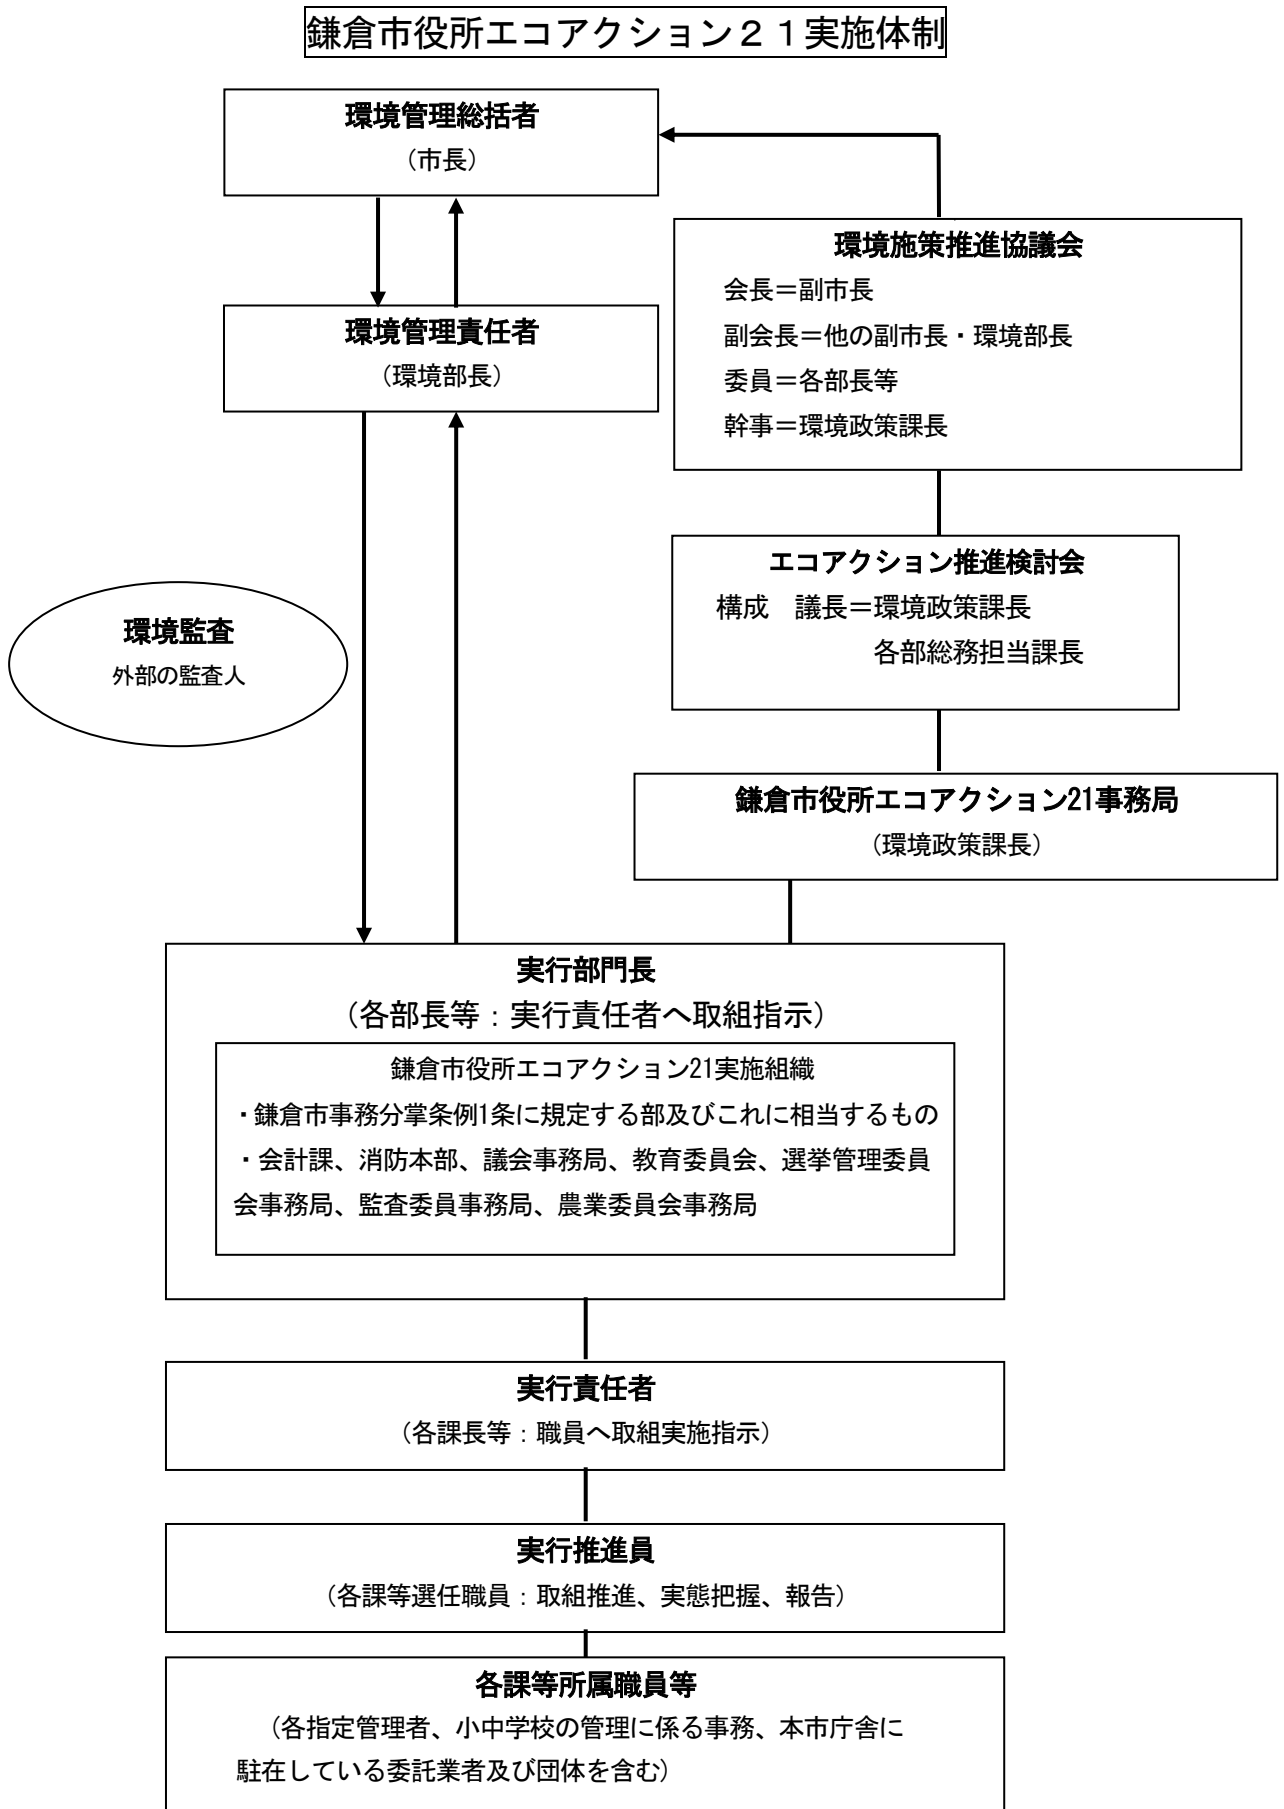 鎌倉市役所エコアクション２１実施体制
環境管理総括者
（市長）
環境施策推進協議会
会長＝副市長
副会長＝他の副市長・環境部長
委員＝各部長等
幹事＝環境政策課長
環境管理責任者
（環境部長）
エコアクション推進検討会
構成　議長＝環境政策課長
各部総務担当課長
環境監査
外部の監査人
鎌倉市役所エコアクション21事務局
（環境政策課長）
実行部門長
（各部長等：実行責任者へ取組指示）
鎌倉市役所エコアクション21実施組織
・鎌倉市事務分掌条例1条に規定する部及びこれに相当するもの
・会計課、消防本部、議会事務局、教育委員会、選挙管理委員
会事務局、監査委員事務局、農業委員会事務局
実行責任者
（各課長等：職員へ取組実施指示）
実行推進員
（各課等選任職員：取組推進、実態把握、報告）
各課等所属職員等
（各指定管理者、小中学校の管理に係る事務、本市庁舎に
駐在している委託業者及び団体を含む）